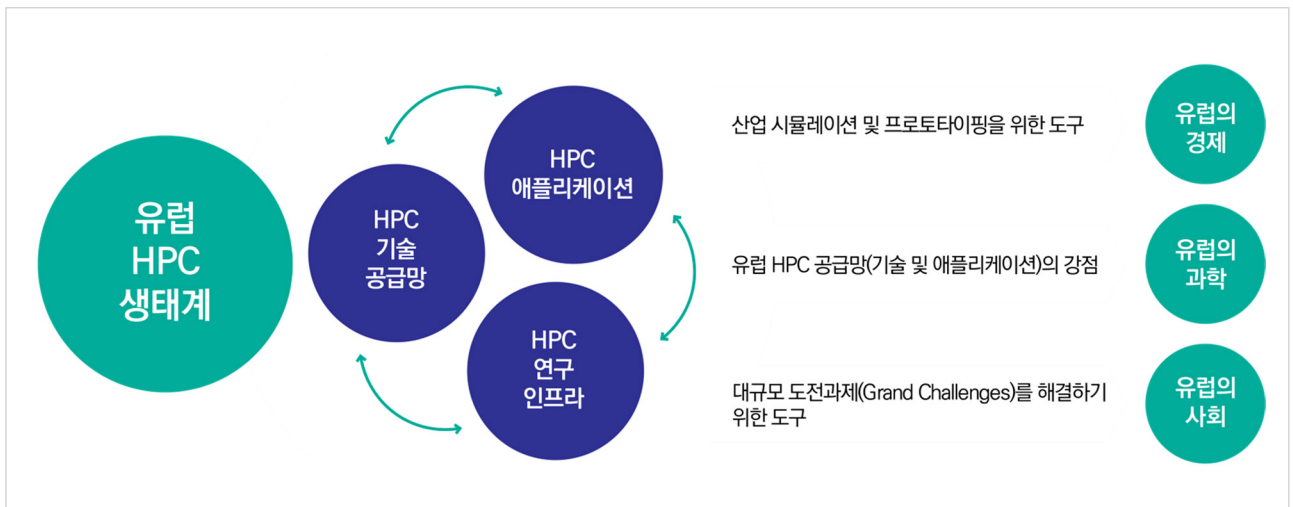 유럽
HPC
생태계
HPC
기술
공급망
HPC
애플리케이션
HPC
연구
인프라
산업 시뮬레이션 및 프로토타이핑을 위한 도구
유럽의
경제
유럽 HPC 공급망(기술 및 애플리케이션)의 강점
유럽의
과학
대규모 도전과제(Grand Challenges)를 해결하기
위한 도구
유럽의
사회